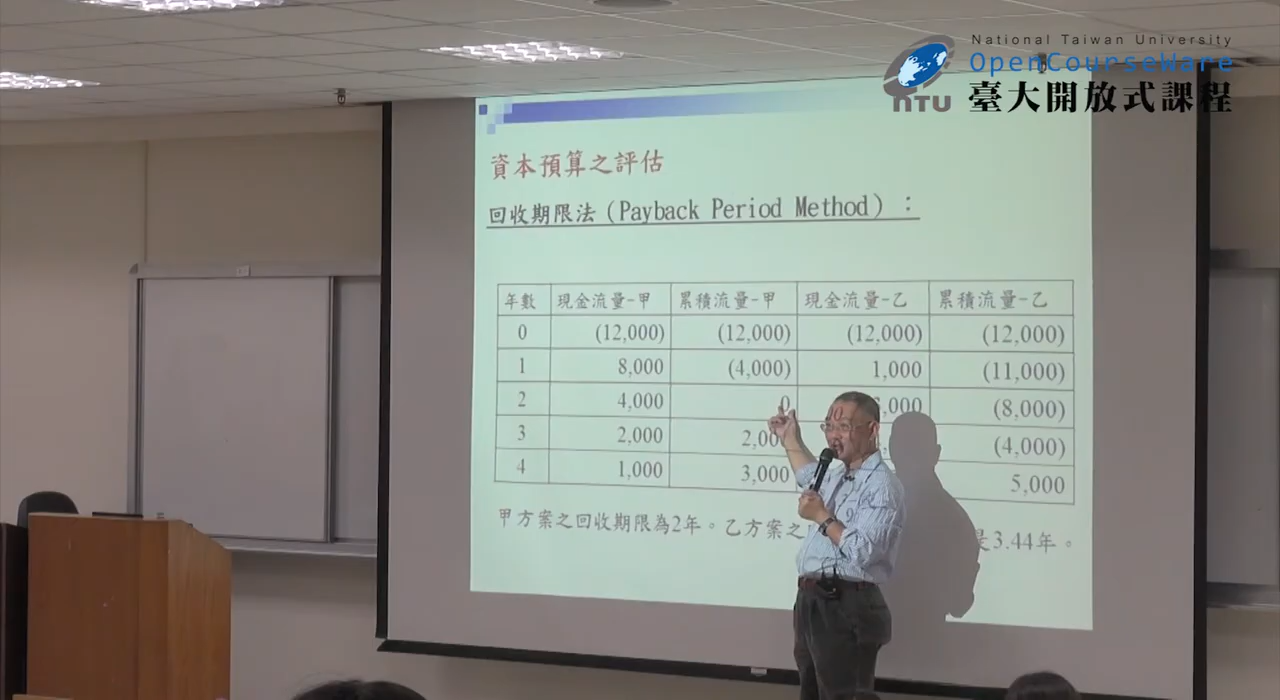 National Taiwan University
OpenCourseWare
NTU 臺大開放式課程
資本預算之評估
回收期限法 (Payback Period Method) :
年數 現金流量-甲 累積流量-甲 現金流量-乙 累積流量-乙
0 (12,000) (12,000) (12,000) (12,000)
1 8,000 (4,000) 1,000 (11,000)
2 4,000 0 ,000 (8,000)
3 2,000 2,00 (4,000)
4 1,000 3,000 5,000
甲方案之回收期限為2年。乙方案之 是3.44年。